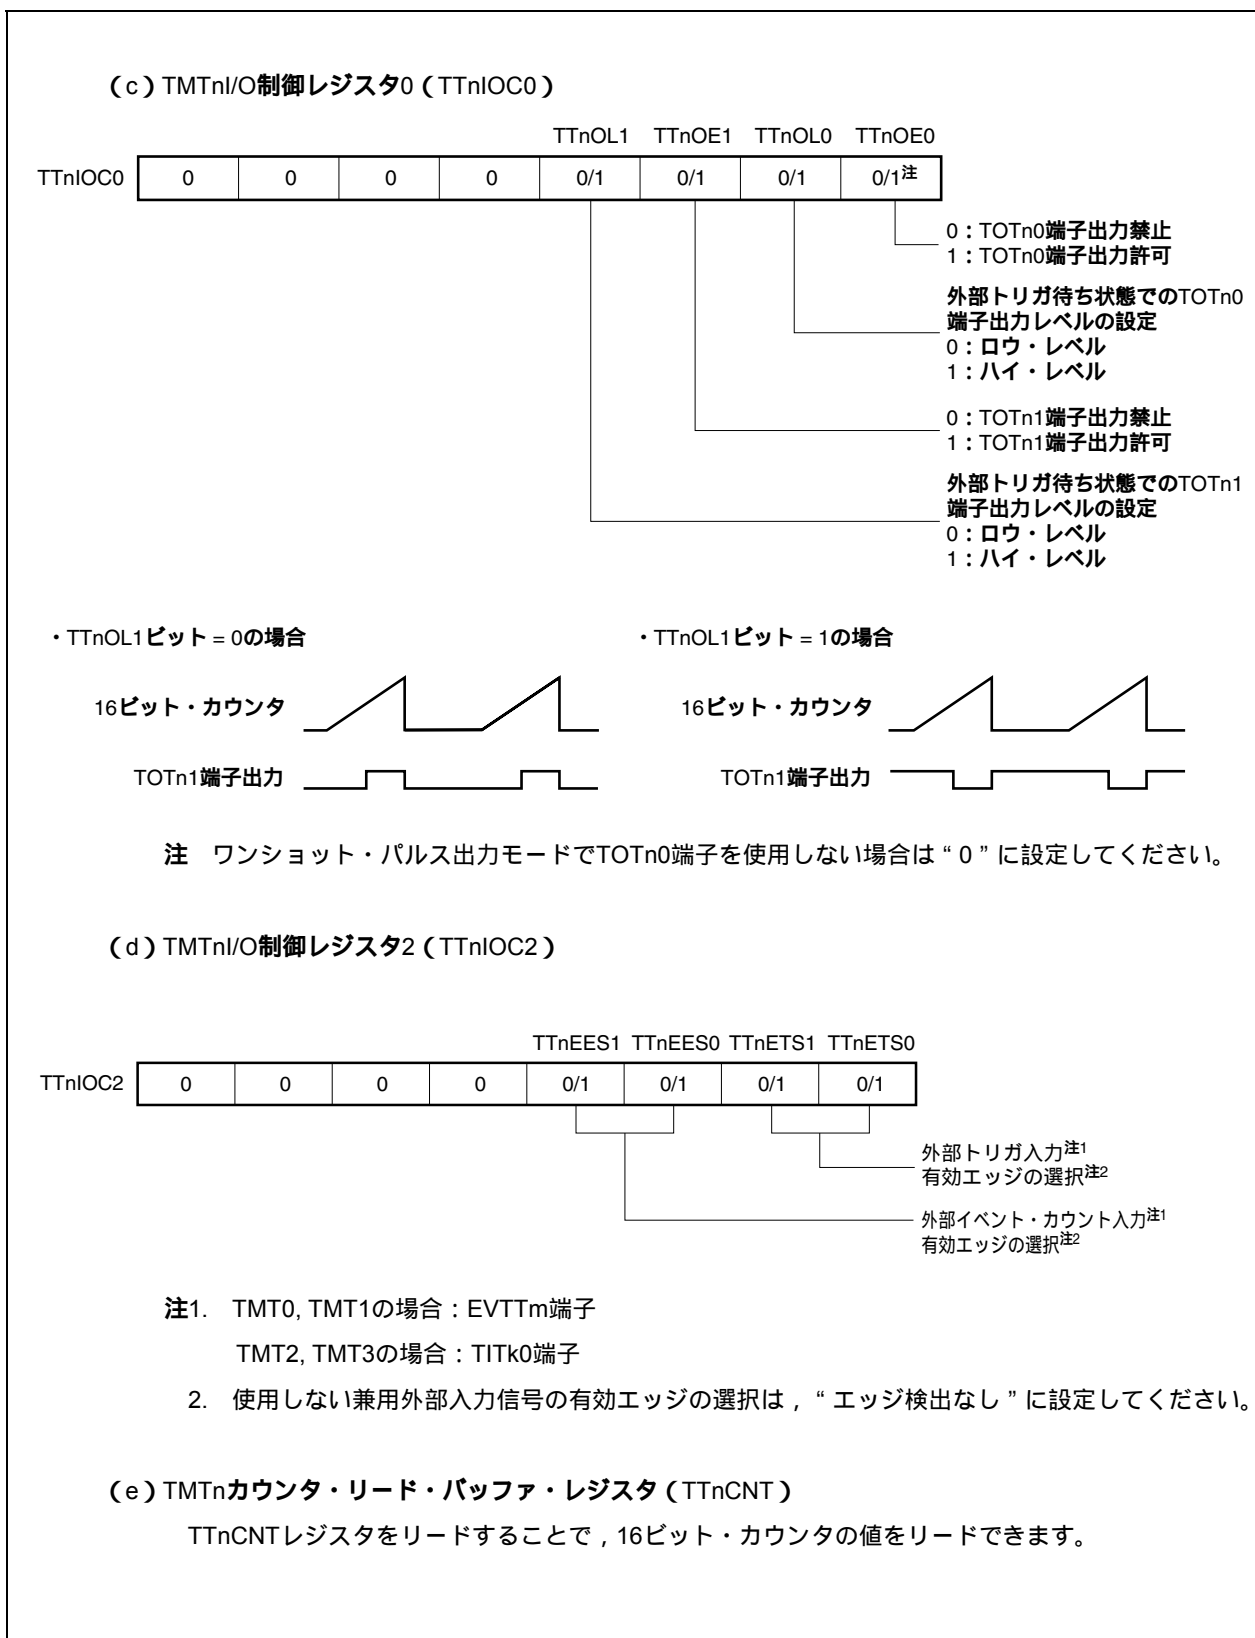 (c) TMTnI/O制御レジスタ0 (TTnIOC0)
TTnOL1 TTnOE1 TTnOL0 TTnOE0
TTnIOC0 0 0 0 0 0/1 0/1 0/1 0/1注
0：TOTn0端子出力禁止
1：TOTn0端子出力許可
外部トリガ待ち状態でのTOTn0
端子出力レベルの設定
0：ロウ・レベル
1：ハイ・レベル
0：TOTn1端子出力禁止
1：TOTn1端子出力許可
外部トリガ待ち状態でのTOTn1
端子出力レベルの設定
0：ロウ・レベル
1：ハイ・レベル
・TTnOL1ビット = 0の場合 ・TTnOL1ビット = 1の場合
16ビット・カウンタ 16ビット・カウンタ
TOTn1端子出力 TOTn1端子出力
注 ワンショット・パルス出力モードでTOTn0端子を使用しない場合は“0”に設定してください。
(d) TMTnI/O制御レジスタ2 (TTnIOC2)
TTnEES1 TTnEES0 TTnETS1 TTnETS0
TTnIOC2 0 0 0 0 0/1 0/1 0/1 0/1
外部トリガ入力注1
有効エッジの選択注2
外部イベント・カウント入力注1
有効エッジの選択注2
注1. TMT0, TMT1の場合：EVTTm端子
TMT2, TMT3の場合：TITk0端子
2. 使用しない兼用外部入力信号の有効エッジの選択は，“エッジ検出なし”に設定してください。
(e) TMTnカウンタ・リード・バッファ・レジスタ (TTnCNT)
TTnCNTレジスタをリードすることで，16ビット・カウンタの値をリードできます。